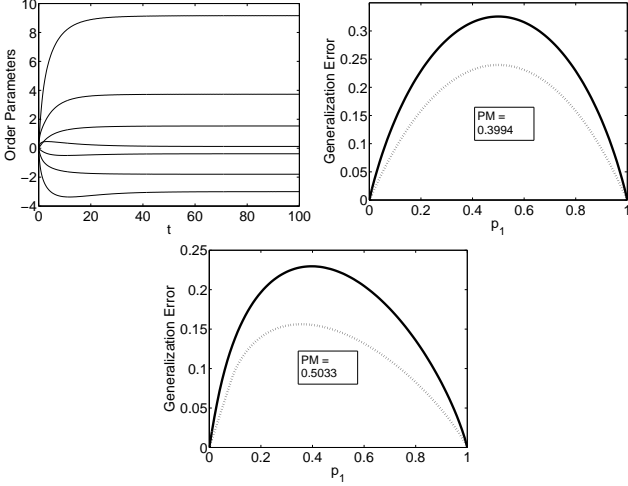 10
8
6
4
2
0
−2
−4
0 20 40 60 80 100
t
Order Parameters
0.3
0.25
0.2
0.15
0.1
0.05
0
0 0.2 0.4 0.6 0.8 1
p1
Generalization Error
PM =
0.3994
0.25
0.2
0.15
0.1
0.05
0
0 0.2 0.4 0.6 0.8 1
p1
Generalization Error
PM =
0.5033